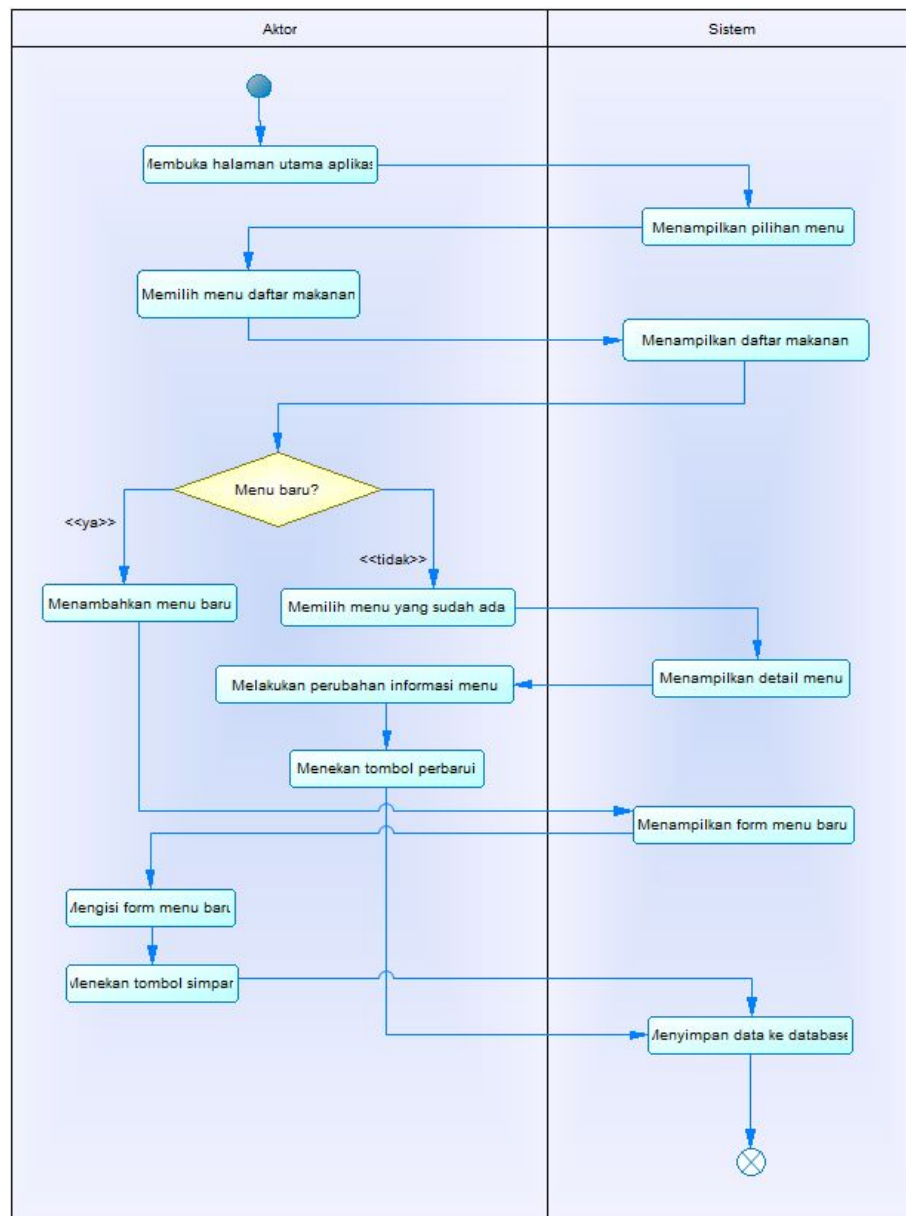 Aktor
Sistem
Membuka halaman utama aplikas
Menampilkan pilihan menu
Memilih menu daftar makanan
Menampilkan daftar makanan
Menu baru?
<<ya>>
<<tidak>>
Menambahkan menu baru
Memilih menu yang sudah ada
Menampilkan detail menu
Melakukan perubahan informasi menu
Menekan tombol perbarui
Menampilkan form menu baru
Mengisi form menu baru
Menekan tombol simpan
Menyimpan data ke database